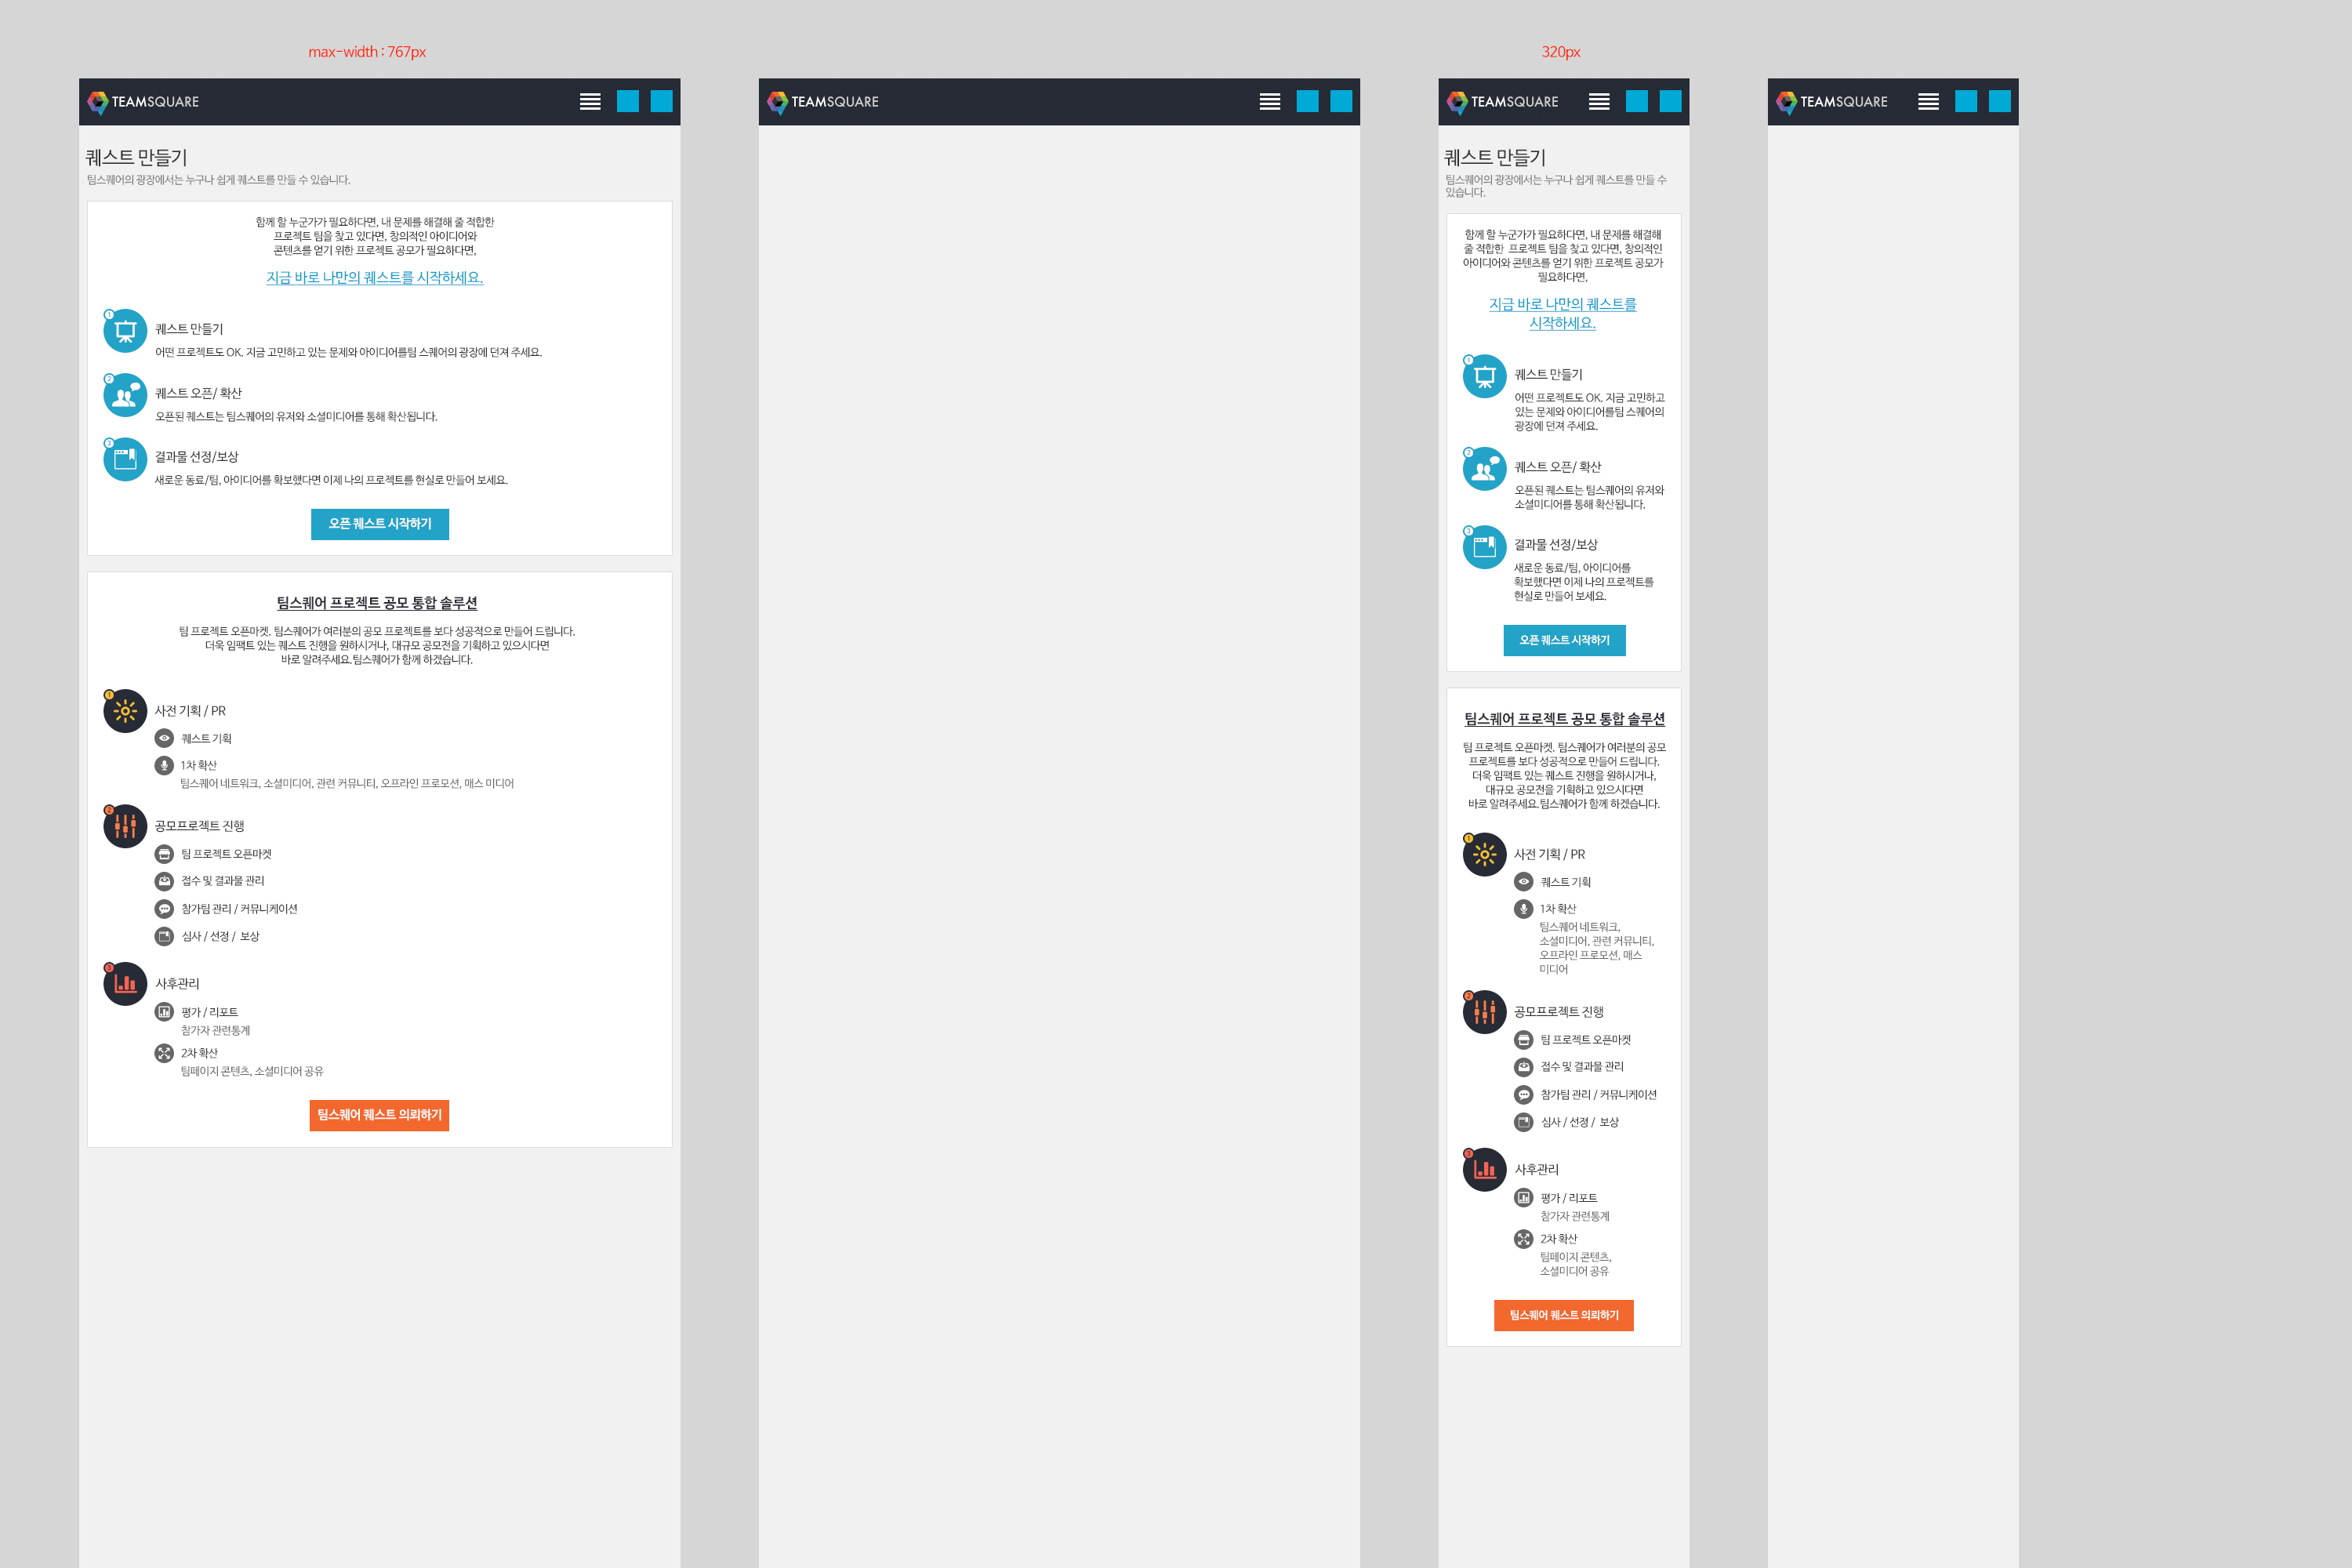 max-width : 767px
TEAMSQUARE
퀘스트 만들기
팀스퀘어의 광장에서는 누구나 쉽게 퀘스트를 만들 수 있습니다.
함께 할 누군가가 필요하다면, 내 문제를 해결해 줄 적합한
프로젝트 팀을 찾고 있다면, 창의적인 아이디어와
콘텐츠를 얻기 위한 프로젝트 공모가 필요하다면,
지금 바로 나만의 퀘스트를 시작하세요.
1
퀘스트 만들기
어떤 프로젝트도 OK. 지금 고민하고 있는 문제와 아이디어를팀 스퀘어의 광장에 던져 주세요.
2
퀘스트 오픈/ 확산
오픈된 퀘스트는 팀스퀘어의 유저와 소셜미디어를 통해 확산됩니다.
3
결과물 선정/보상
새로운 동료/팀, 아이디어를 확보했다면 이제 나의 프로젝트를 현실로 만들어 보세요.
오픈 퀘스트 시작하기
팀스퀘어 프로젝트 공모 통합 솔루션
팀 프로젝트 오픈마켓. 팀스퀘어가 여러분의 공모 프로젝트를 보다 성공적으로 만들어 드립니다.
더욱 임팩트 있는 퀘스트 진행을 원하시거나, 대규모 공모전을 기획하고 있으시다면
바로 알려주세요.팀스퀘어가 함께 하겠습니다.
1
사전 기획 / PR
퀘스트 기획
1차 확산
팀스퀘어 네트워크, 소셜미디어, 관련 커뮤니티, 오프라인 프로모션, 매스 미디어
2
공모프로젝트 진행
팀 프로젝트 오픈마켓
접수 및 결과물 관리
참가팀 관리 / 커뮤니케이션
심사 / 선정 / 보상
3
사후관리
평가 / 리포트
참가자 관련통계
2차 확산
팀페이지 콘텐츠, 소셜미디어 공유
팀스퀘어 퀘스트 의뢰하기
TEAMSQUARE
320px
TEAMSQUARE
퀘스트 만들기
팀스퀘어의 광장에서는 누구나 쉽게 퀘스트를 만들 수
있습니다.
함께 할 누군가가 필요하다면, 내 문제를 해결해
줄 적합한 프로젝트 팀을 찾고 있다면, 창의적인
아이디어와 콘텐츠를 얻기 위한 프로젝트 공모가
필요하다면,
지금 바로 나만의 퀘스트를
시작하세요.
1
퀘스트 만들기
어떤 프로젝트도 OK. 지금 고민하고
있는 문제와 아이디어를팀 스퀘어의
광장에 던져 주세요.
2
퀘스트 오픈/ 확산
오픈된 퀘스트는 팀스퀘어의 유저와
소셜미디어를 통해 확산됩니다.
3
결과물 선정/보상
새로운 동료/팀, 아이디어를
확보했다면 이제 나의 프로젝트를
현실로 만들어 보세요.
오픈 퀘스트 시작하기
팀스퀘어 프로젝트 공모 통합 솔루션
팀 프로젝트 오픈마켓. 팀스퀘어가 여러분의 공모
프로젝트를 보다 성공적으로 만들어 드립니다.
더욱 임팩트 있는 퀘스트 진행을 원하시거나,
대규모 공모전을 기획하고 있으시다면
바로 알려주세요.팀스퀘어가 함께 하겠습니다.
1
사전 기획 / PR
퀘스트 기획
1차 확산
팀스퀘어 네트워크,
소셜미디어, 관련 커뮤니티,
오프라인 프로모션, 매스
미디어
2
공모프로젝트 진행
팀 프로젝트 오픈마켓
접수 및 결과물 관리
참가팀 관리 / 커뮤니케이션
심사 / 선정 / 보상
3
사후관리
평가 / 리포트
참가자 관련통계
2차 확산
팀페이지 콘텐츠,
소셜미디어 공유
팀스퀘어 퀘스트 의뢰하기
TEAMSQUARE